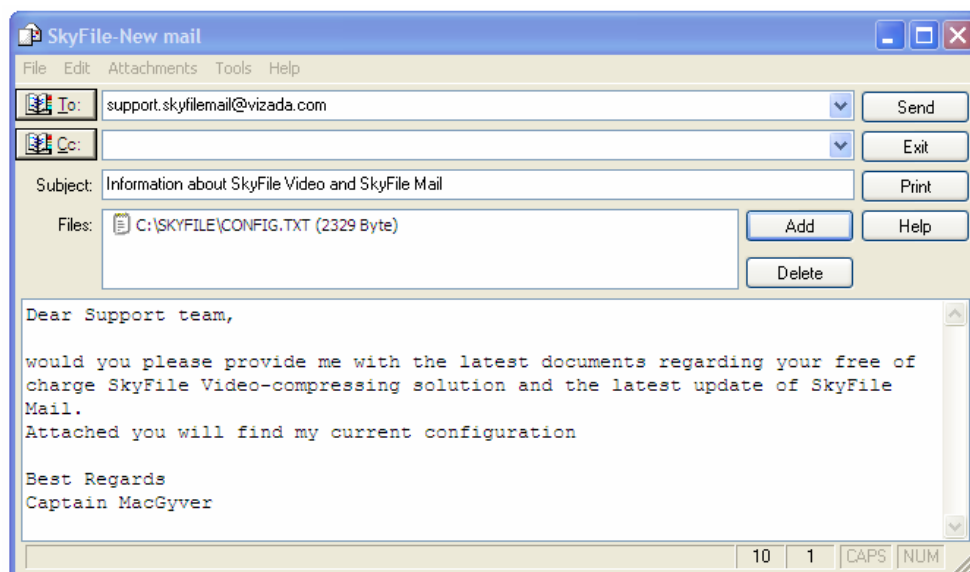 SkyFile-New mail
File Edit Attachments Tools Help
To: support.skyfilemail@vizada.com Send
Cc: Exit
Subject: Information about SkyFile Video and SkyFile Mail Print
Files: C:\SKYFILE\CONFIG.TXT (2329 Byte) Add Help
Delete
Dear Support team,
would you please provide me with the latest documents regarding your free of
charge SkyFile Video-compressing solution and the latest update of SkyFile
Mail.
Attached you will find my current configuration
Best Regards
Captain MacGyver
10 1 CAPS NUM